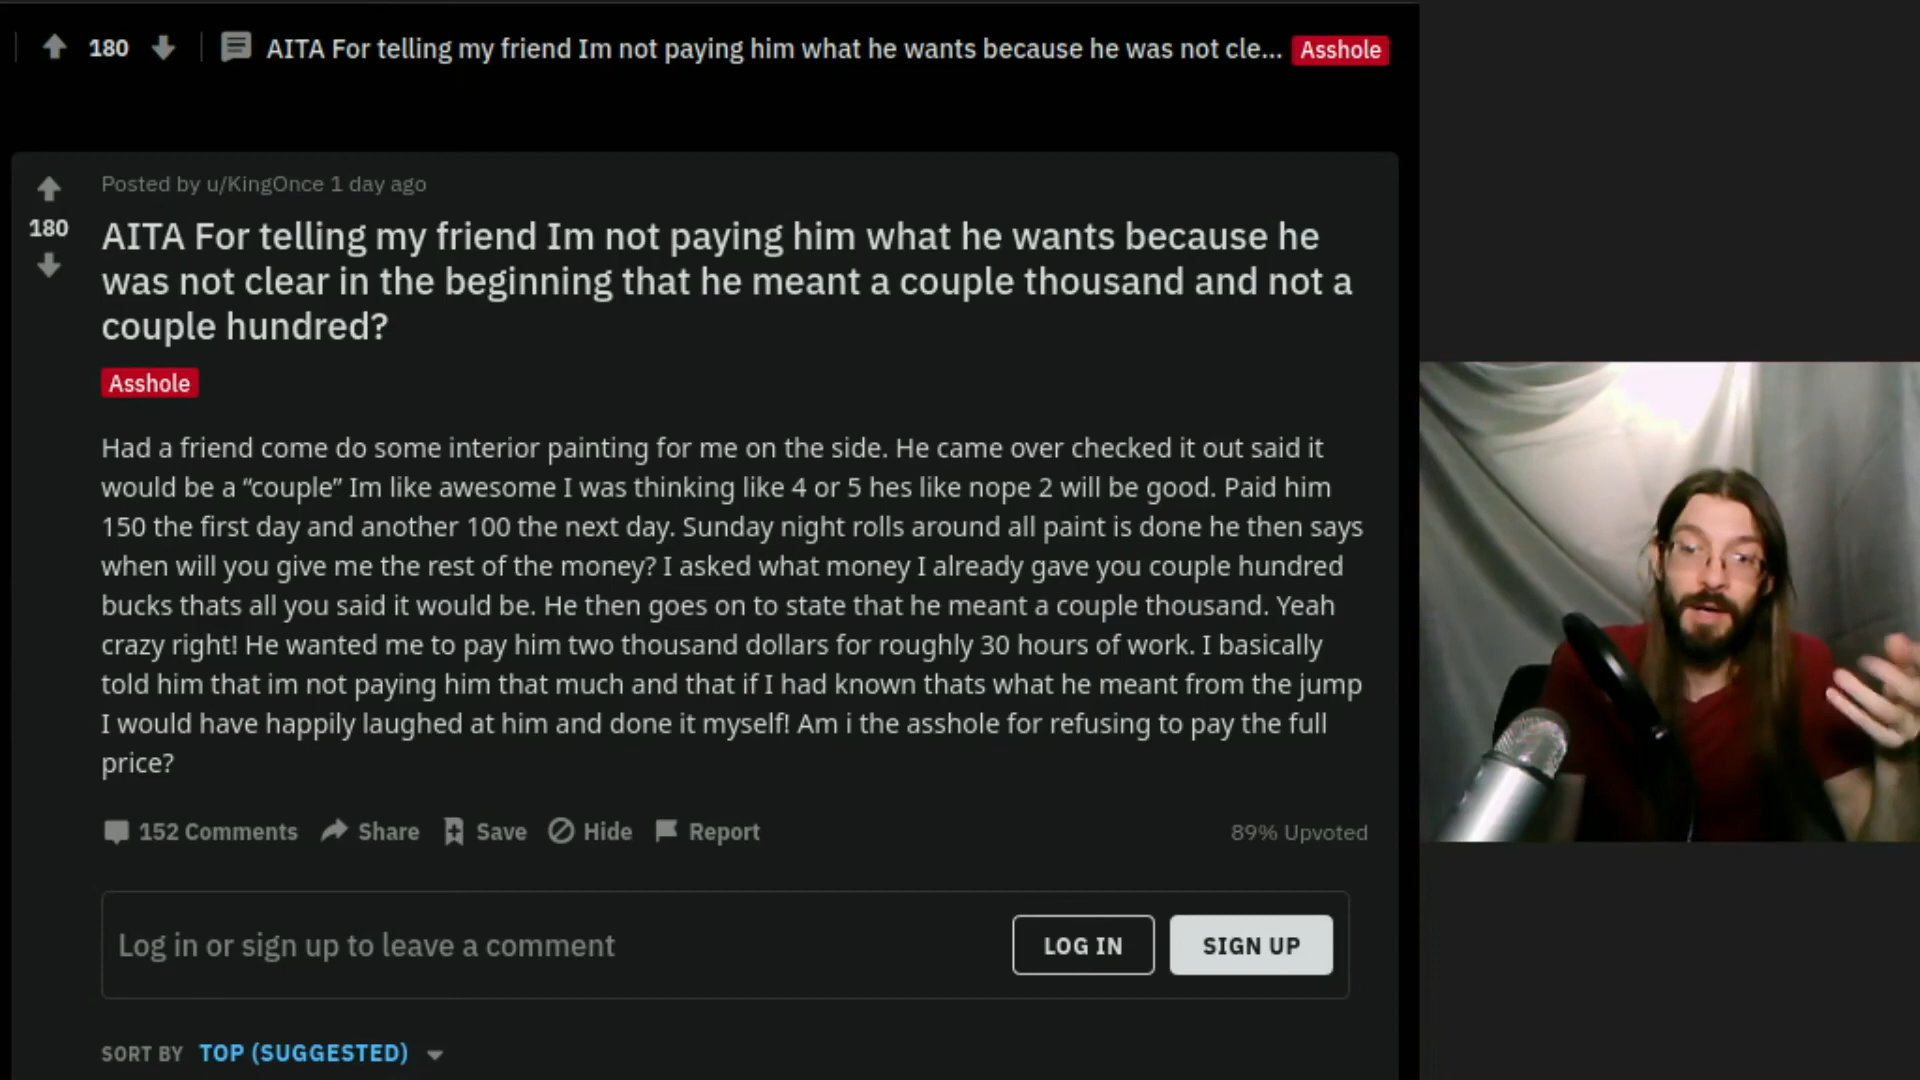 180 AITA For telling my friend Im not paying him what he wants because he was not cle... Asshole
Posted by u/KingOnce 1 day ago
180
AITA For telling my friend Im not paying him what he wants because he
was not clear in the beginning that he meant a couple thousand and not a
couple hundred?
Asshole
Had a friend come do some interior painting for me on the side. He came over checked it out said it
would be a “couple” Im like awesome I was thinking like 4 or 5 hes like nope 2 will be good. Paid him
150 the first day and another 100 the next day. Sunday night rolls around all paint is done he then says
when will you give me the rest of the money? I asked what money I already gave you couple hundred
bucks thats all you said it would be. He then goes on to state that he meant a couple thousand. Yeah
crazy right! He wanted me to pay him two thousand dollars for roughly 30 hours of work. I basically
told him that im not paying him that much and that if I had known thats what he meant from the jump
I would have happily laughed at him and done it myself! Am i the asshole for refusing to pay the full
price?
152 Comments Share Save Hide Report 89% Upvoted
Log in or sign up to leave a comment LOG IN SIGN UP
SORT BY TOP (SUGGESTED)